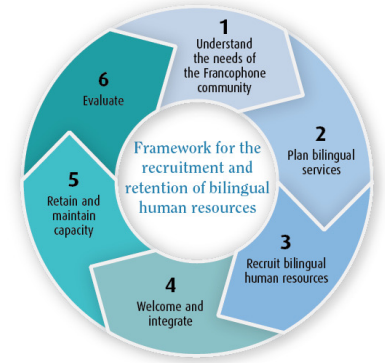 1
Understand
the needs of
the Francophone
community
2
Plan bilingual
services
3
Recruit bilingual
human resources
4
Welcome and
integrate
5
Retain and
maintain
capacity
6
Evaluate
Framework for the
recruitment and
retention of bilingual
human resources